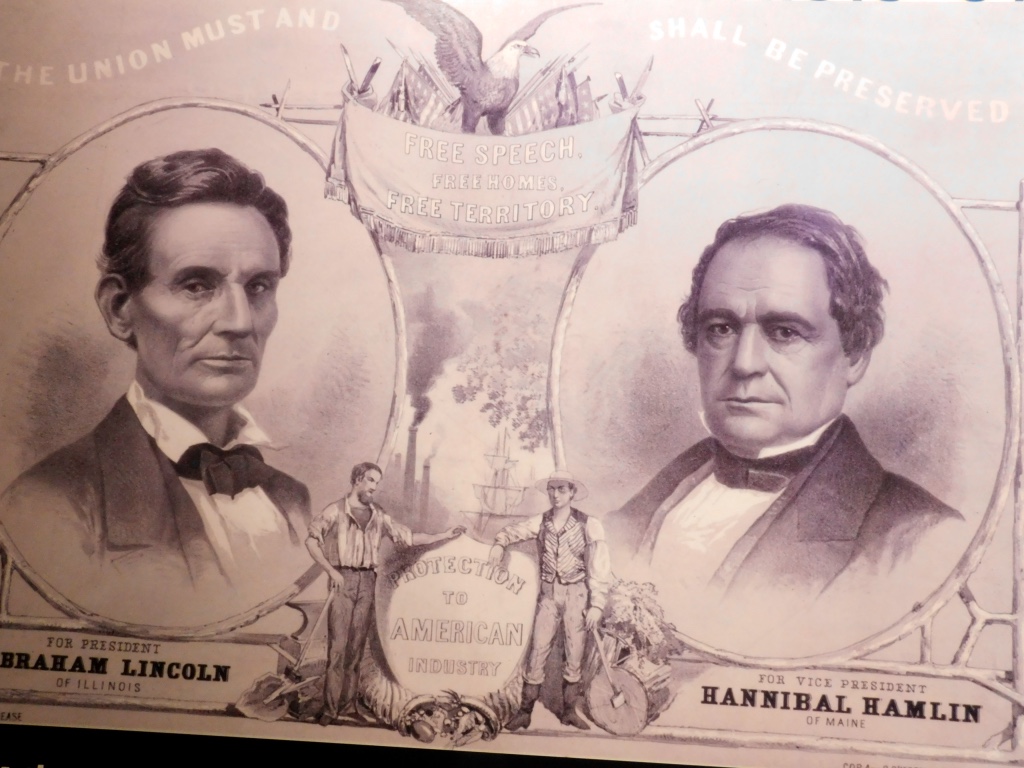 THE UNION MUST AND
SHALL BE PRESERVED
FREE SPEECH,
FREE HOMES,
FREE TERRITORY
PROTECTION
TO
AMERICAN
INDUSTRY
FOR PRESIDENT
BRAHAM LINCOLN
OF ILLINOIS
FOR VICE PRESIDENT
HANNIBAL HAMLIN
OF MAINE
EASE